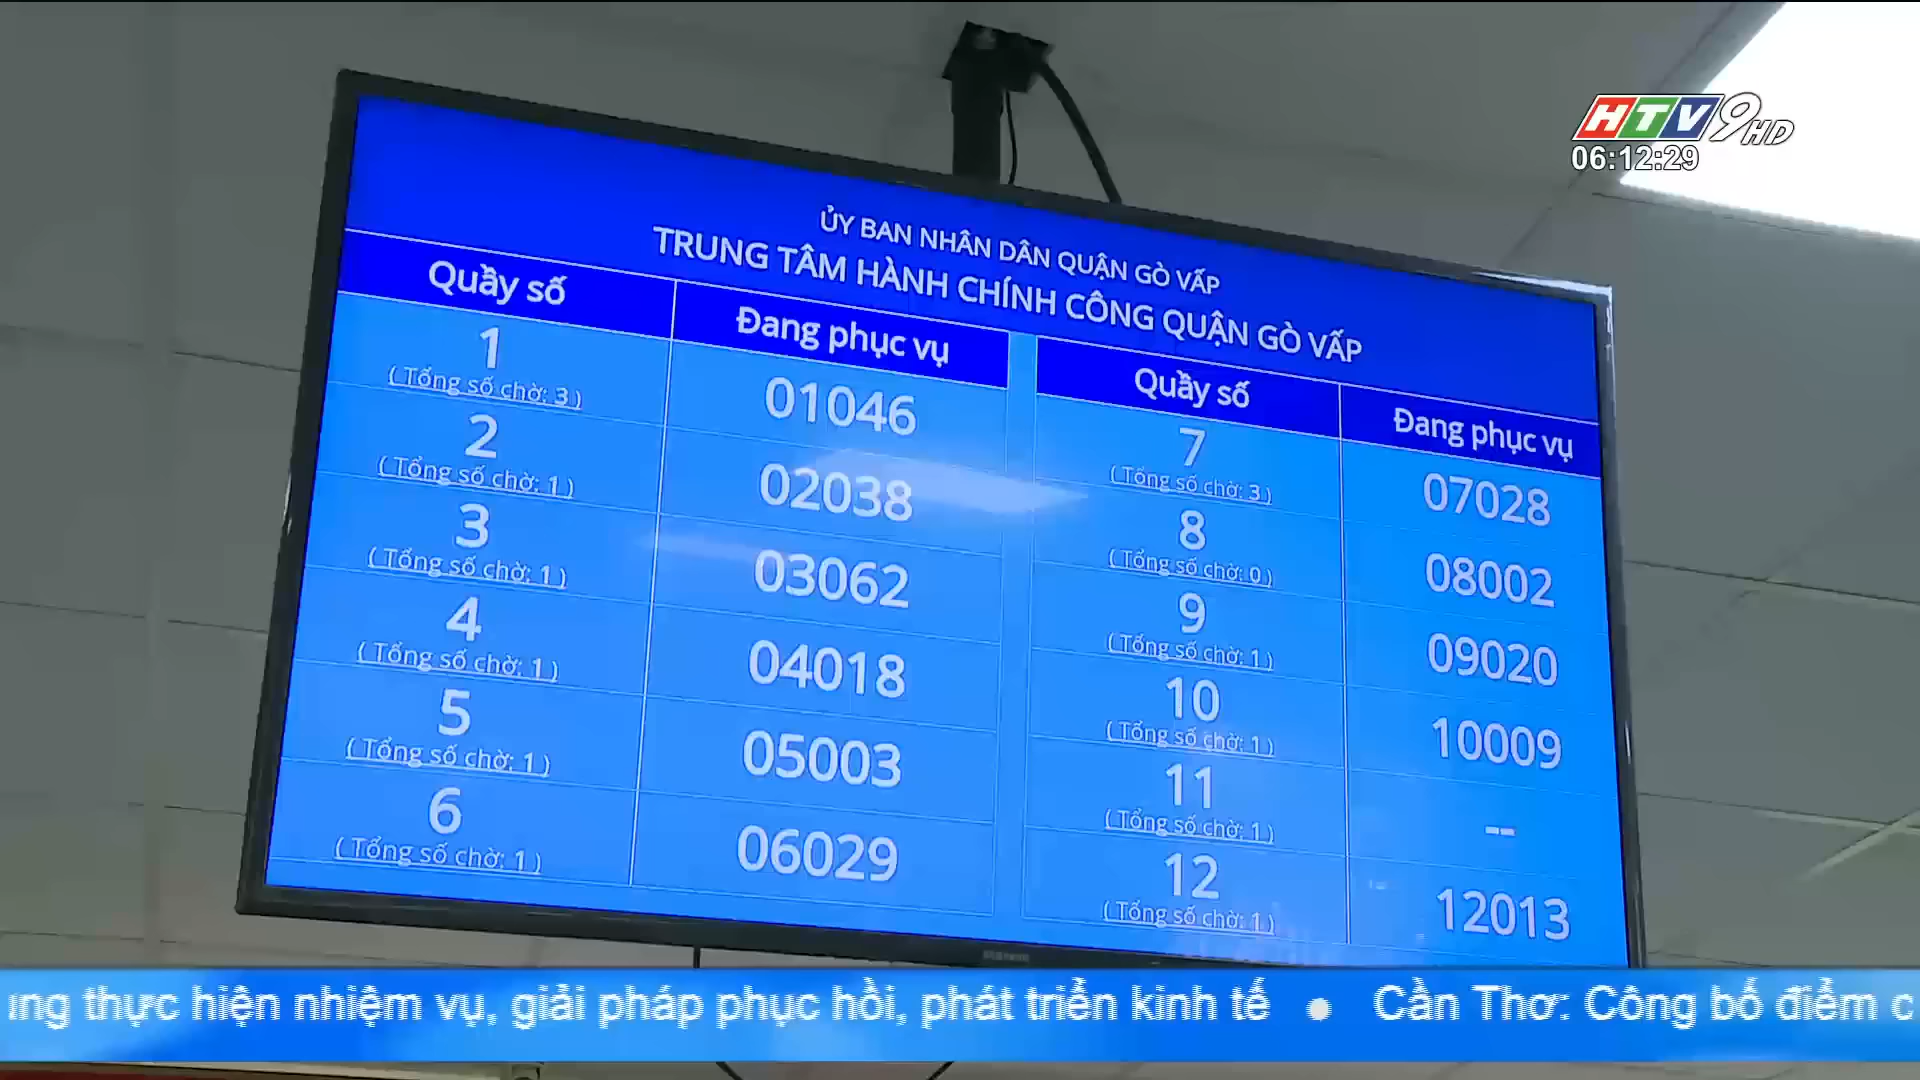 HTV9 HD
06:12:29
ỦY BAN NHÂN DÂN QUẬN GÒ VẤP
TRUNG TÂM HÀNH CHÍNH CÔNG QUẬN GÒ VẤP
Quầy số Đang phục vụ
1 01046
( Tổng số chờ: 3 )
2 02038
( Tổng số chờ: 1 )
3 03062
( Tổng số chờ: 1 )
4 04018
( Tổng số chờ: 1 )
5 05003
( Tổng số chờ: 1 )
6 06029
( Tổng số chờ: 1 )
Quầy số Đang phục vụ
7 07028
( Tổng số chờ: 3 )
8 08002
( Tổng số chờ: 0 )
9 09020
( Tổng số chờ: 1 )
10 10009
( Tổng số chờ: 1 )
11 --
( Tổng số chờ: 1 )
12 12013
( Tổng số chờ: 1 )
thực hiện nhiệm vụ, giải pháp phục hồi, phát triển kinh tế ● Cần Thơ: Công bố điểm